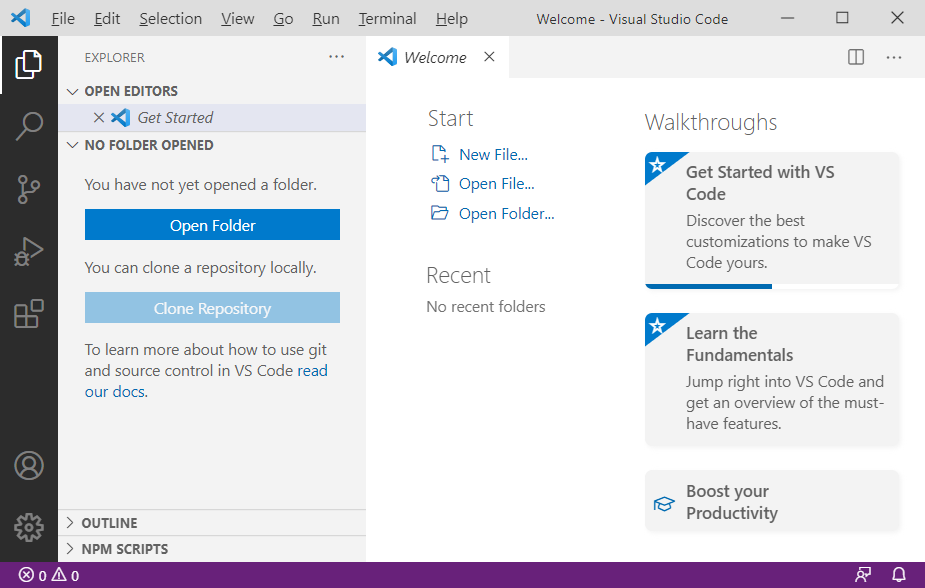 File Edit Selection View Go Run Terminal Help Welcome - Visual Studio Code
EXPLORER
OPEN EDITORS
Get Started
NO FOLDER OPENED
You have not yet opened a folder.
Open Folder
You can clone a repository locally.
Clone Repository
To learn more about how to use git
and source control in VS Code read
our docs.
OUTLINE
NPM SCRIPTS
Welcome
Start
New File...
Open File...
Open Folder...
Recent
No recent folders
Walkthroughs
Get Started with VS
Code
Discover the best
customizations to make VS
Code yours.
Learn the
Fundamentals
Jump right into VS Code and
get an overview of the must-
have features.
Boost your
Productivity
0 0